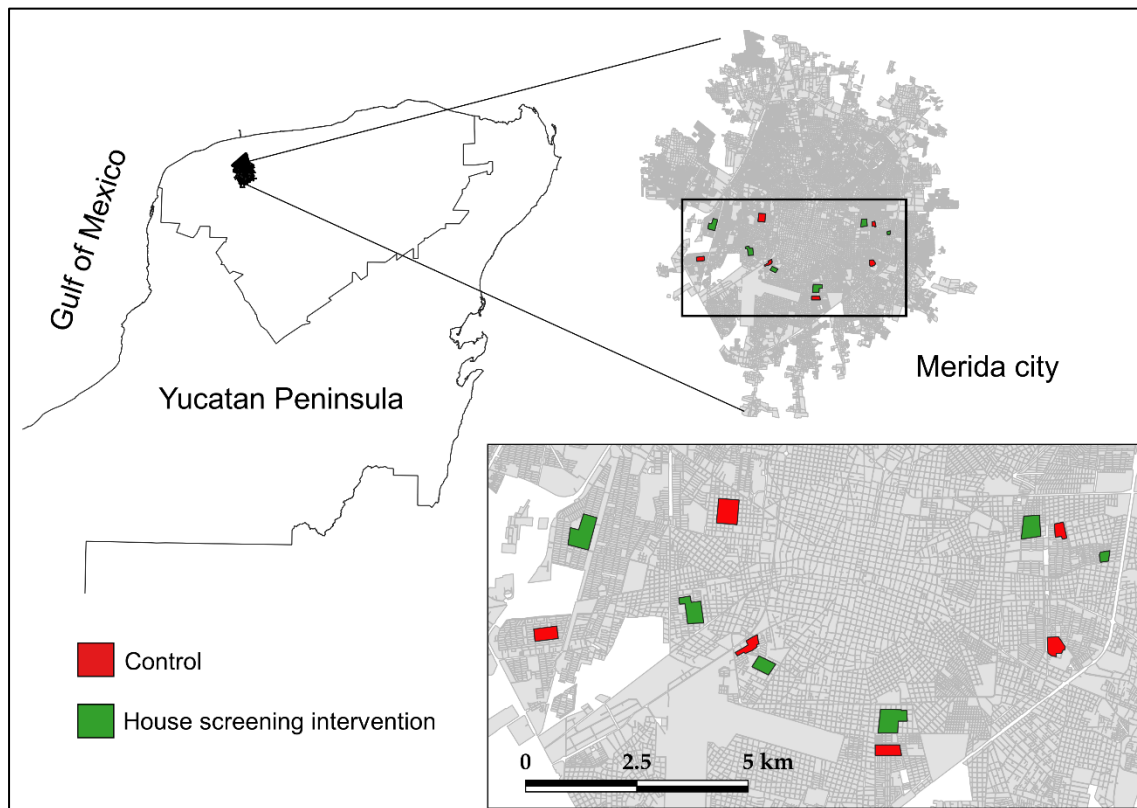 Gulf of Mexico
Yucatan Peninsula
Merida city
Control
House screening intervention
0 2.5 5 km